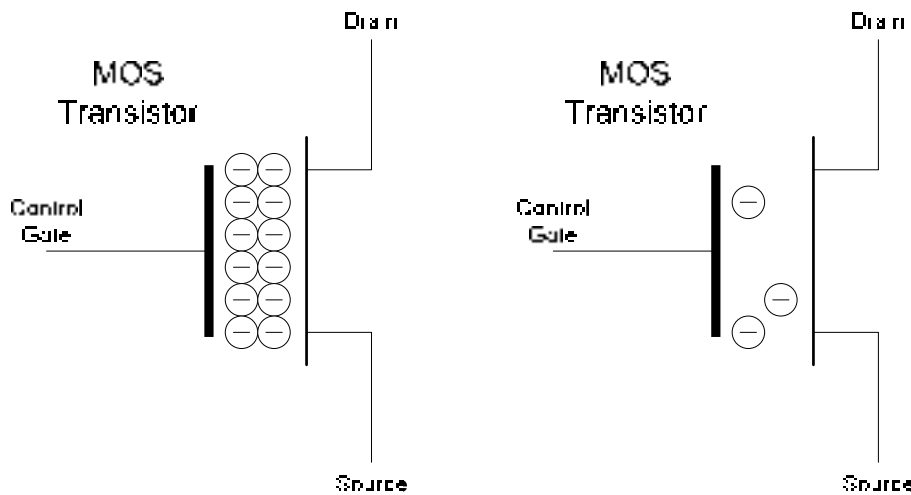 Drain
MOS
Transistor
Control
Gate
Source
Drain
MOS
Transistor
Control
Gate
Source